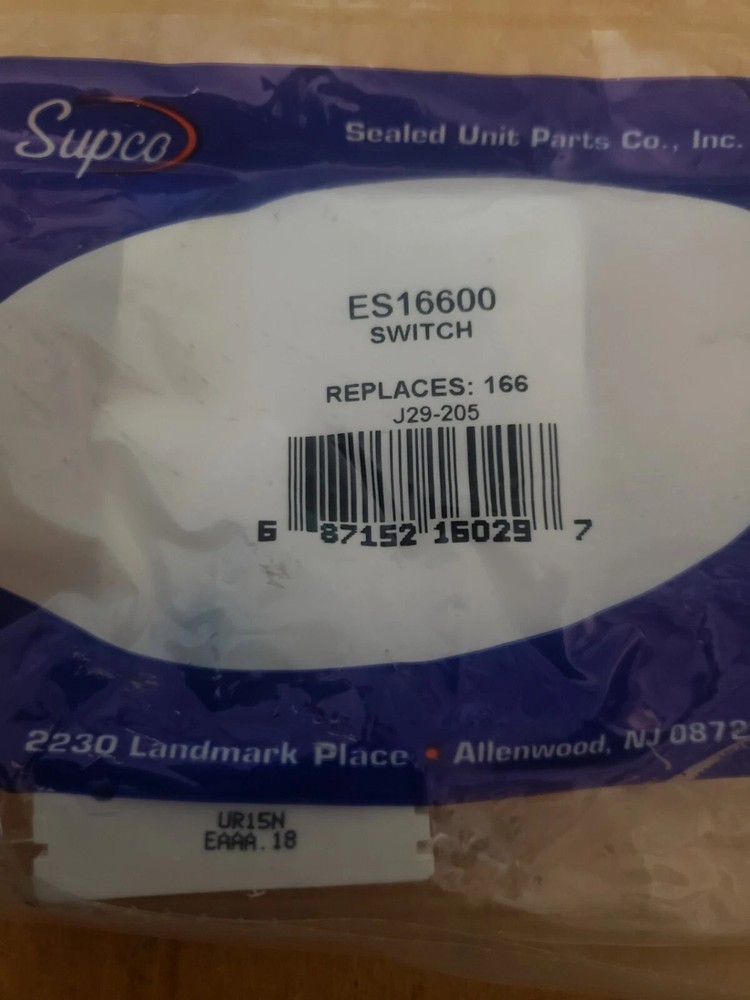 Supco
Sealed Unit Parts Co., Inc.
ES16600
SWITCH
REPLACES: 166
J29-205
6 87152 16029 7
2230 Landmark Place • Allenwood, NJ 0872
UR15N
EAAA.18